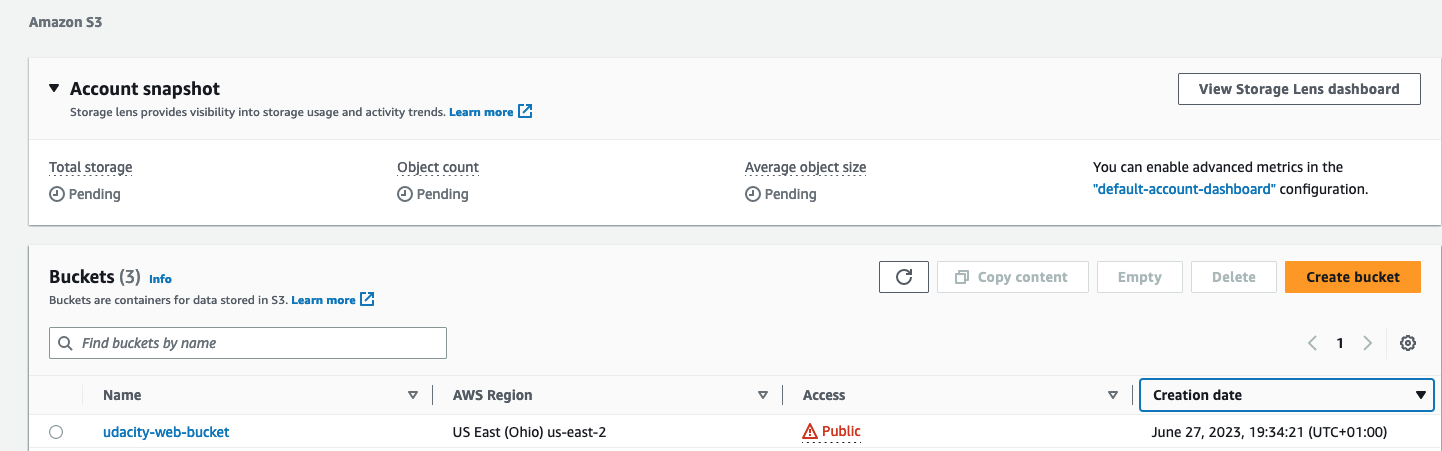 Amazon S3
Account snapshot
View Storage Lens dashboard
Storage lens provides visibility into storage usage and activity trends. Learn more
Total storage
Object count
Average object size
You can enable advanced metrics in the
Pending
Pending
Pending
"default-account-dashboard" configuration.
Buckets (3) Info
Copy content
Empty
Delete
Create bucket
Buckets are containers for data stored in S3. Learn more
Find buckets by name
1
Name
AWS Region
Access
Creation date
udacity-web-bucket
US East (Ohio) us-east-2
Public
June 27, 2023, 19:34:21 (UTC+01:00)